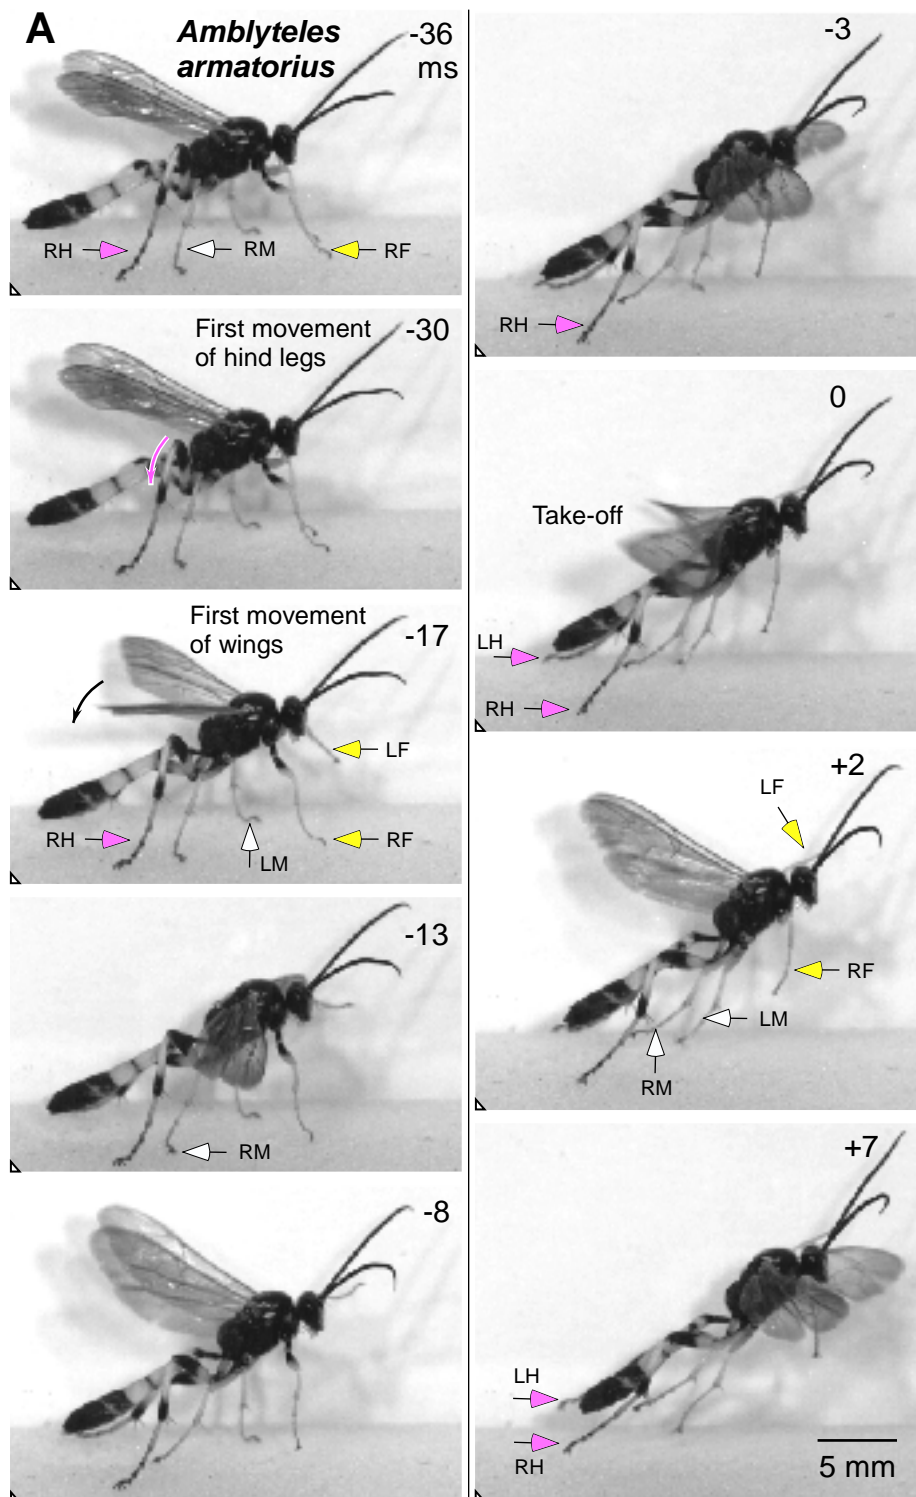 A
Amblyteles
armatorius
-36
ms
RH
RM
RF
First movement
of hind legs
-30
First movement
of wings
-17
LF
RH
LM
RF
-13
RM
-8
-3
RH
0
Take-off
LH
RH
+2
LF
RF
LM
RM
+7
LH
RH
5 mm